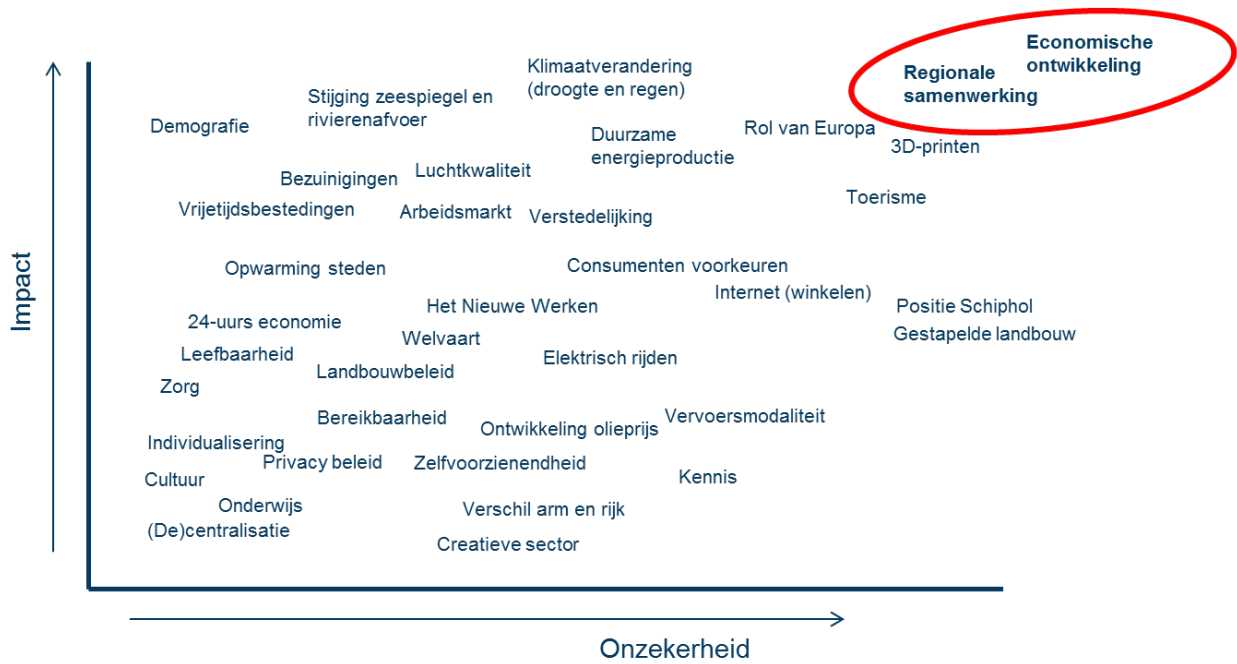 Economische
ontwikkeling
Regionale
samenwerking
Klimaatverandering
(droogte en regen)
Stijging zeespiegel en
rivierenafvoer
Demografie
Duurzame
energieproductie
Rol van Europa
3D-printen
Bezuinigingen
Luchtkwaliteit
Toerisme
Vrijetijdsbestedingen
Arbeidsmarkt
Verstedelijking
Opwarming steden
Consumenten voorkeuren
Internet (winkelen)
Het Nieuwe Werken
Positie Schiphol
24-uurs economie
Gestapelde landbouw
Welvaart
Leefbaarheid
Elektrisch rijden
Landbouwbeleid
Zorg
Bereikbaarheid
Vervoersmodaliteit
Ontwikkeling olieprijs
Individualisering
Privacy beleid
Zelfvoorzienendheid
Cultuur
Kennis
Onderwijs
Verschil arm en rijk
(De)centralisatie
Creatieve sector
Impact
Onzekerheid